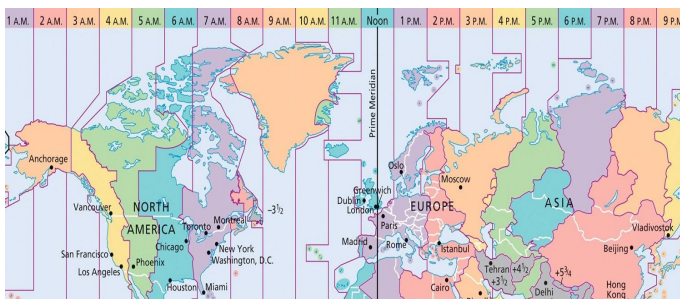 1 A.M. 2 A.M. 3 A.M. 4 A.M. 5 A.M. 6 A.M. 7 A.M. 8 A.M. 9 A.M. 10 A.M. 11 A.M. Noon 1 P.M. 2 P.M. 3 P.M. 4 P.M. 5 P.M. 6 P.M. 7 P.M. 8 P.M. 9 P.M.
Prime Meridian
Anchorage
Oslo
Moscow
Greenwich
Dublin
London
Vancouver
NORTH
AMERICA
Toronto
Montreal
−3½
EUROPE
ASIA
Paris
Vladivostok
Chicago
New York
Washington, D.C.
Madrid
Rome
Istanbul
Beijing
San Francisco
Los Angeles
Phoenix
Tehran
+3½
+4½
+5¾
Houston
Miami
Cairo
Delhi
Hong
Kong